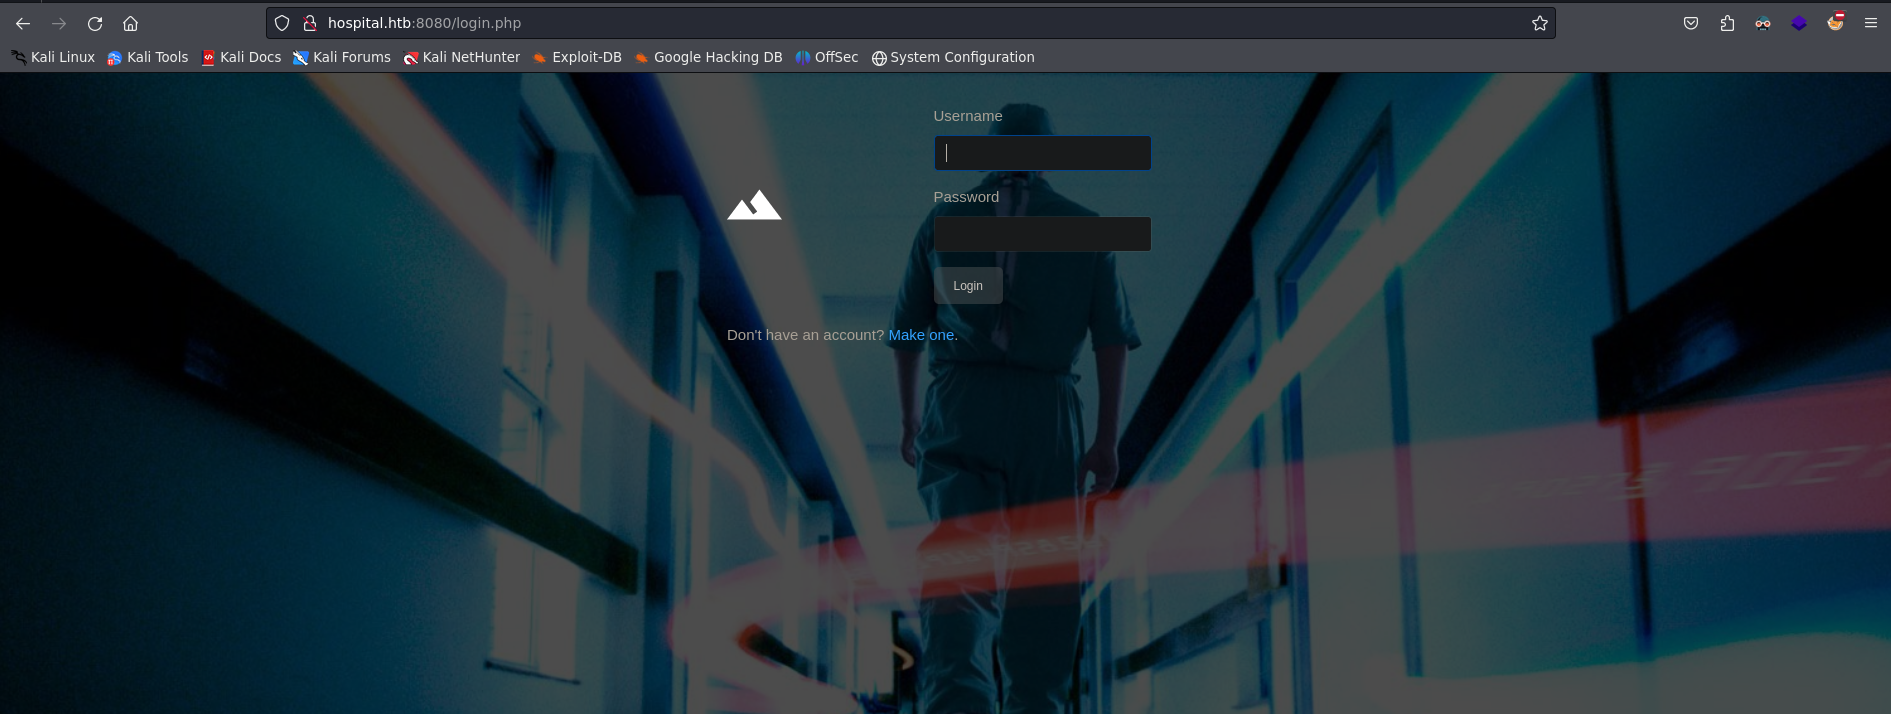 hospital.htb:8080/login.php
Kali Linux Kali Tools Kali Docs Kali Forums Kali NetHunter Exploit-DB Google Hacking DB OffSec System Configuration
Username
Password
Login
Don't have an account? Make one.